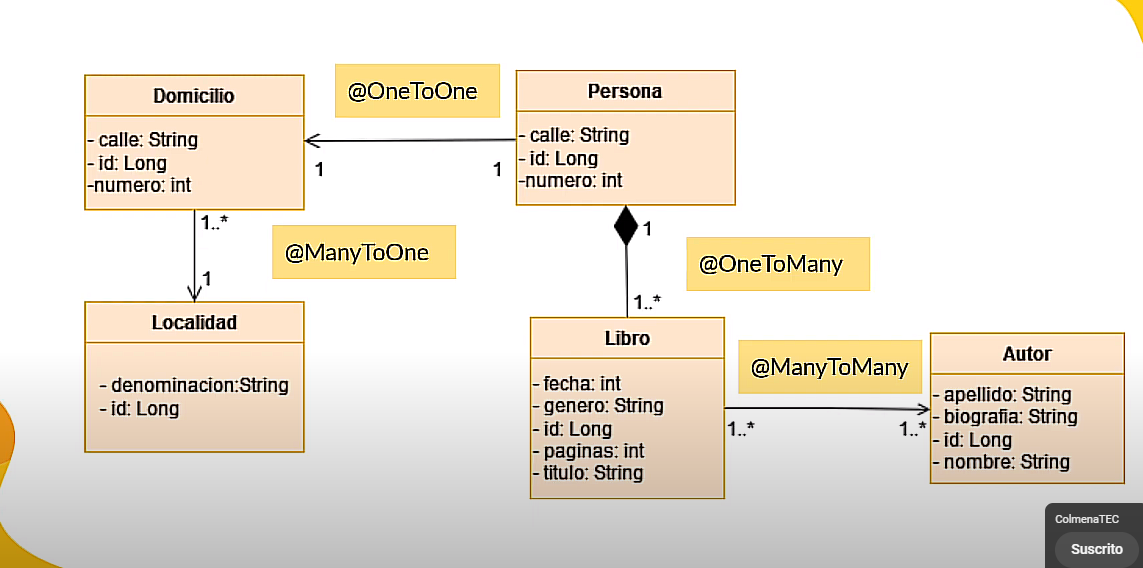 @OneToOne
Domicilio
- calle: String
- id: Long
-numero: int
Persona
- calle: String
- id: Long
-numero: int
1
1
1..*
@ManyToOne
1
1
@OneToMany
1..*
Localidad
- denominacion:String
- id: Long
Libro
- fecha: int
- genero: String
- id: Long
- paginas: int
- titulo: String
@ManyToMany
1..*
1..*
Autor
- apellido: String
- biografia: String
- id: Long
- nombre: String
ColmenaTEC
Suscrito